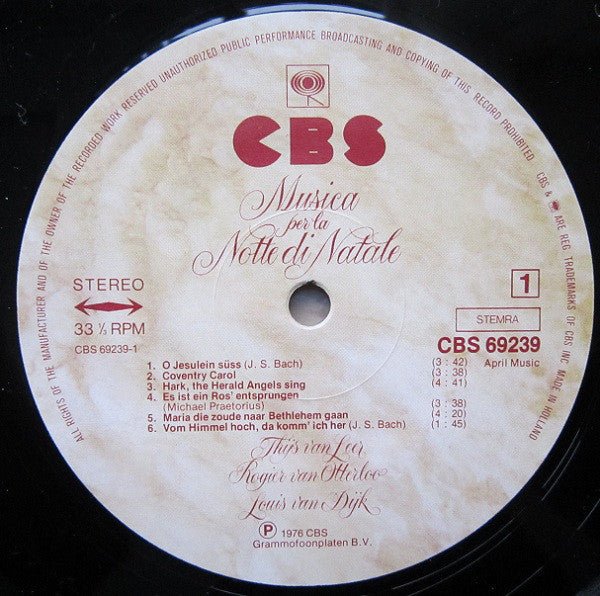 ALL RIGHTS OF THE MANUFACTURER AND OF THE OWNER OF THE RECORDED WORK RESERVED UNAUTHORIZED PUBLIC PERFORMANCE BROADCASTING AND COPYING OF THIS RECORD PROHIBITED. CBS & ARE REG. TRADEMARKS OF CBS INC MADE IN HOLLAND
CBS
Musica
per la
Notte di Natale
STEREO
33 ⅓ RPM
CBS 69239-1
1
STEMRA
CBS 69239
April Music
1. O Jesulein süss (J. S. Bach) (3 : 42)
2. Coventry Carol (3 : 38)
3. Hark, the Herald Angels sing (4 : 41)
4. Es ist ein Ros' entsprungen
(Michael Praetorius) (3 : 38)
5. Maria die zoude naar Bethlehem gaan (4 : 20)
6. Vom Himmel hoch, da komm' ich her (J. S. Bach) (1 : 45)
Thijs van Leer
Rogier van Otterloo
Louis van Dijk
Ⓟ 1976 CBS
Grammofoonplaten B.V.